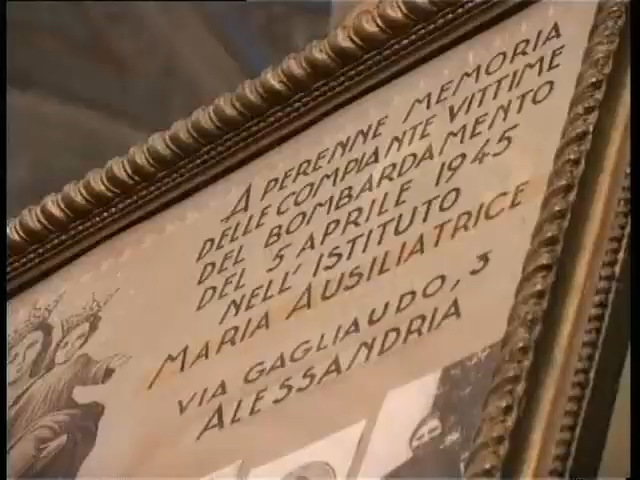 A PERENNE MEMORIA
DELLE COMPIANTE VITTIME
DEL BOMBARDAMENTO
DEL 5 APRILE 1945
NELL' ISTITUTO
MARIA AUSILIATRICE
VIA GAGLIAUDO, 3
ALESSANDRIA